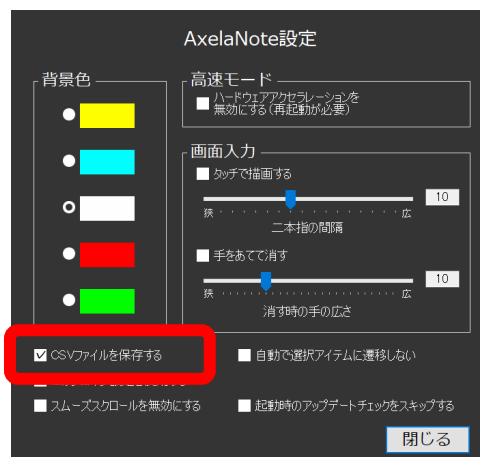 AxelaNote設定
背景色
高速モード
ハードウェアアクセラレーションを
無効にする(再起動が必要)
画面入力
タッチで描画する
10
狭
広
二本指の間隔
手をあてて消す
10
狭
広
消す時の手の広さ
CSVファイルを保存する
自動で選択アイテムに遷移しない
スムーズスクロールを無効にする
起動時のアップデートチェックをスキップする
閉じる